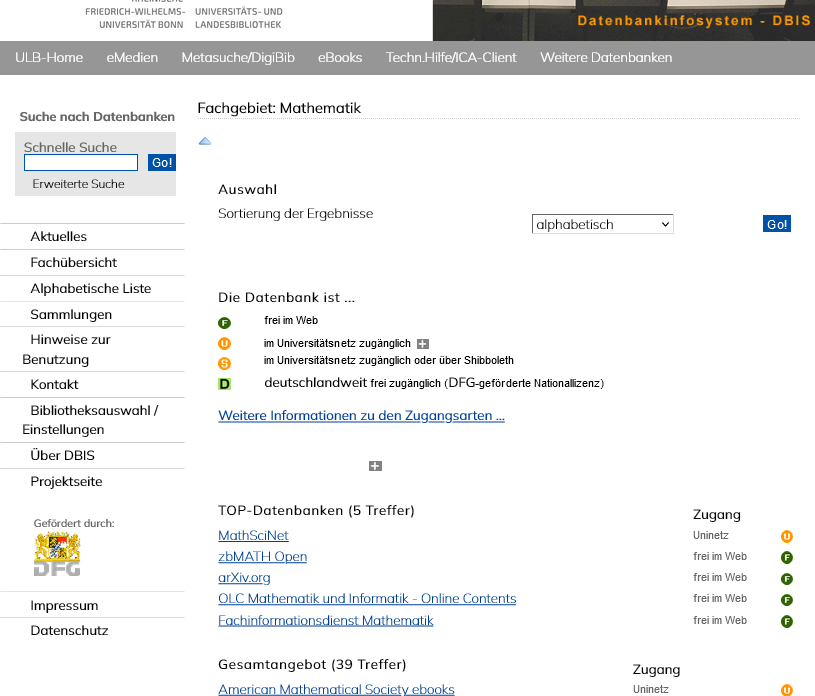 RHEINISCHE
FRIEDRICH-WILHELMS- UNIVERSITÄTS- UND
UNIVERSITÄT BONN LANDESBIBLIOTHEK
Datenbankinfosystem - DBIS
ULB-Home eMedien Metasuche/DigiBib eBooks Techn.Hilfe/ICA-Client Weitere Datenbanken
Suche nach Datenbanken
Schnelle Suche
Go!
Erweiterte Suche
Aktuelles
Fachübersicht
Alphabetische Liste
Sammlungen
Hinweise zur
Benutzung
Kontakt
Bibliotheksauswahl /
Einstellungen
Über DBIS
Projektseite
Gefördert durch:
DFG
Impressum
Datenschutz
Fachgebiet: Mathematik
Auswahl
Sortierung der Ergebnisse
alphabetisch Go!
Die Datenbank ist ...
F frei im Web
U im Universitätsnetz zugänglich
S im Universitätsnetz zugänglich oder über Shibboleth
D deutschlandweit frei zugänglich (DFG-geförderte Nationallizenz)
Weitere Informationen zu den Zugangsarten ...
TOP-Datenbanken (5 Treffer) Zugang
MathSciNet Uninetz U
zbMATH Open frei im Web F
arXiv.org frei im Web F
OLC Mathematik und Informatik - Online Contents frei im Web F
Fachinformationsdienst Mathematik frei im Web F
Gesamtangebot (39 Treffer) Zugang
American Mathematical Society ebooks Uninetz U